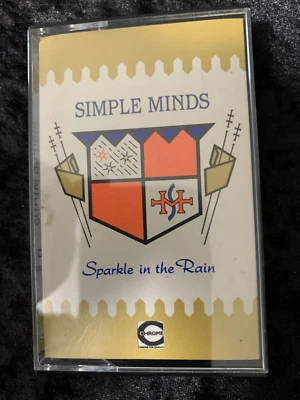 SIMPLE MINDS
Sparkle in the Rain
CHROME